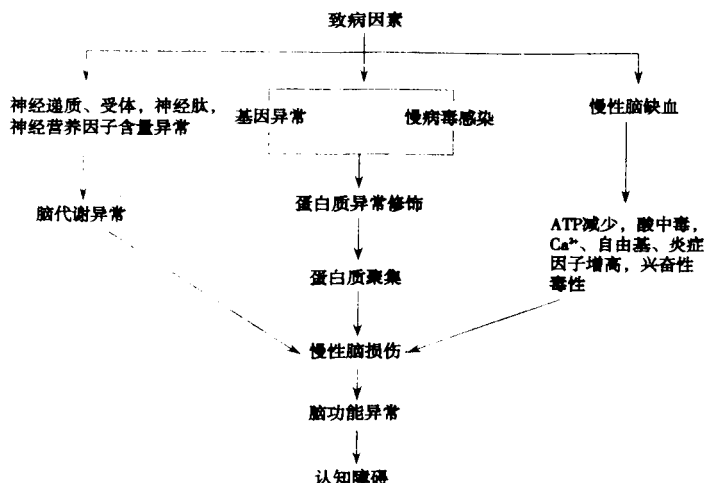 致病因素
神经递质、受体，神经肽，
神经营养因子含量异常
基因异常
慢病毒感染
慢性脑缺血
脑代谢异常
蛋白质异常修饰
ATP减少，酸中毒，
Ca²⁺、自由基、炎症
因子增高，兴奋性
毒性
蛋白质聚集
慢性脑损伤
脑功能异常
认知障碍